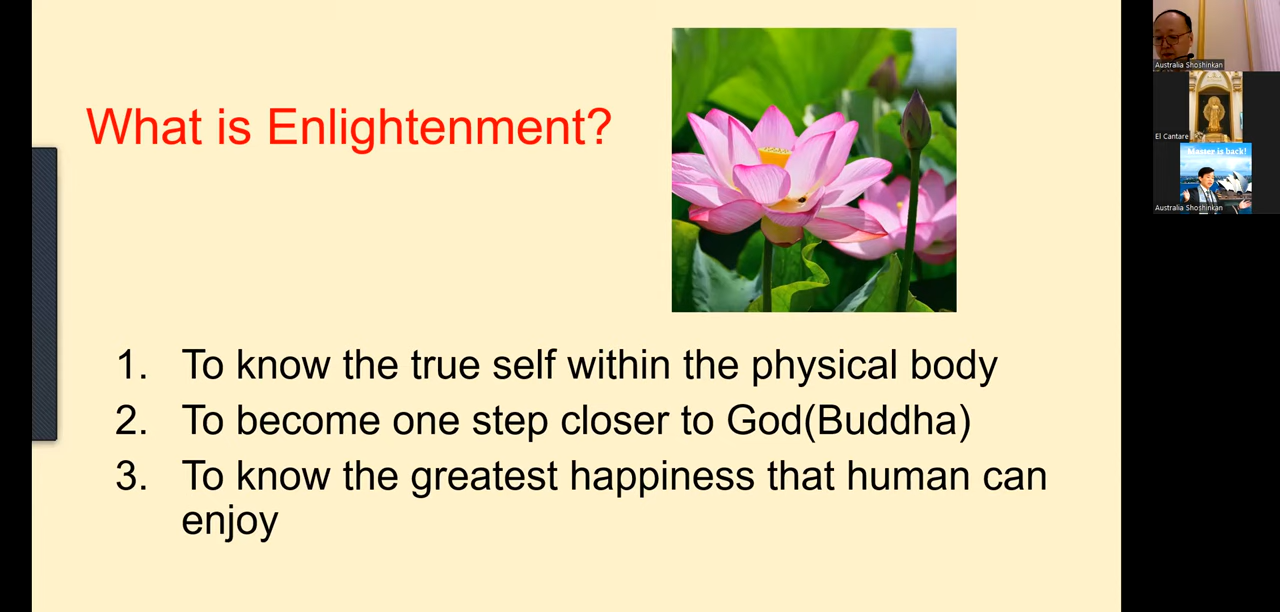 What is Enlightenment?
1. To know the true self within the physical body
2. To become one step closer to God(Buddha)
3. To know the greatest happiness that human can
enjoy
Australia Shoshinkan
El Cantare
Master is back!
Australia Shoshinkan